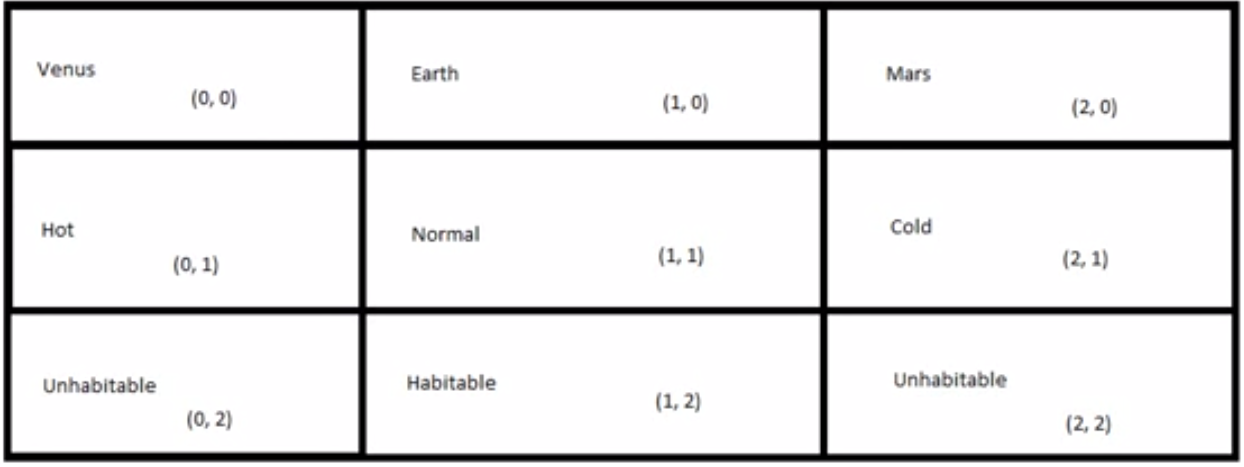 Venus
(0, 0)
Earth
(1, 0)
Mars
(2, 0)
Hot
(0, 1)
Normal
(1, 1)
Cold
(2, 1)
Unhabitable
(0, 2)
Habitable
(1, 2)
Unhabitable
(2, 2)